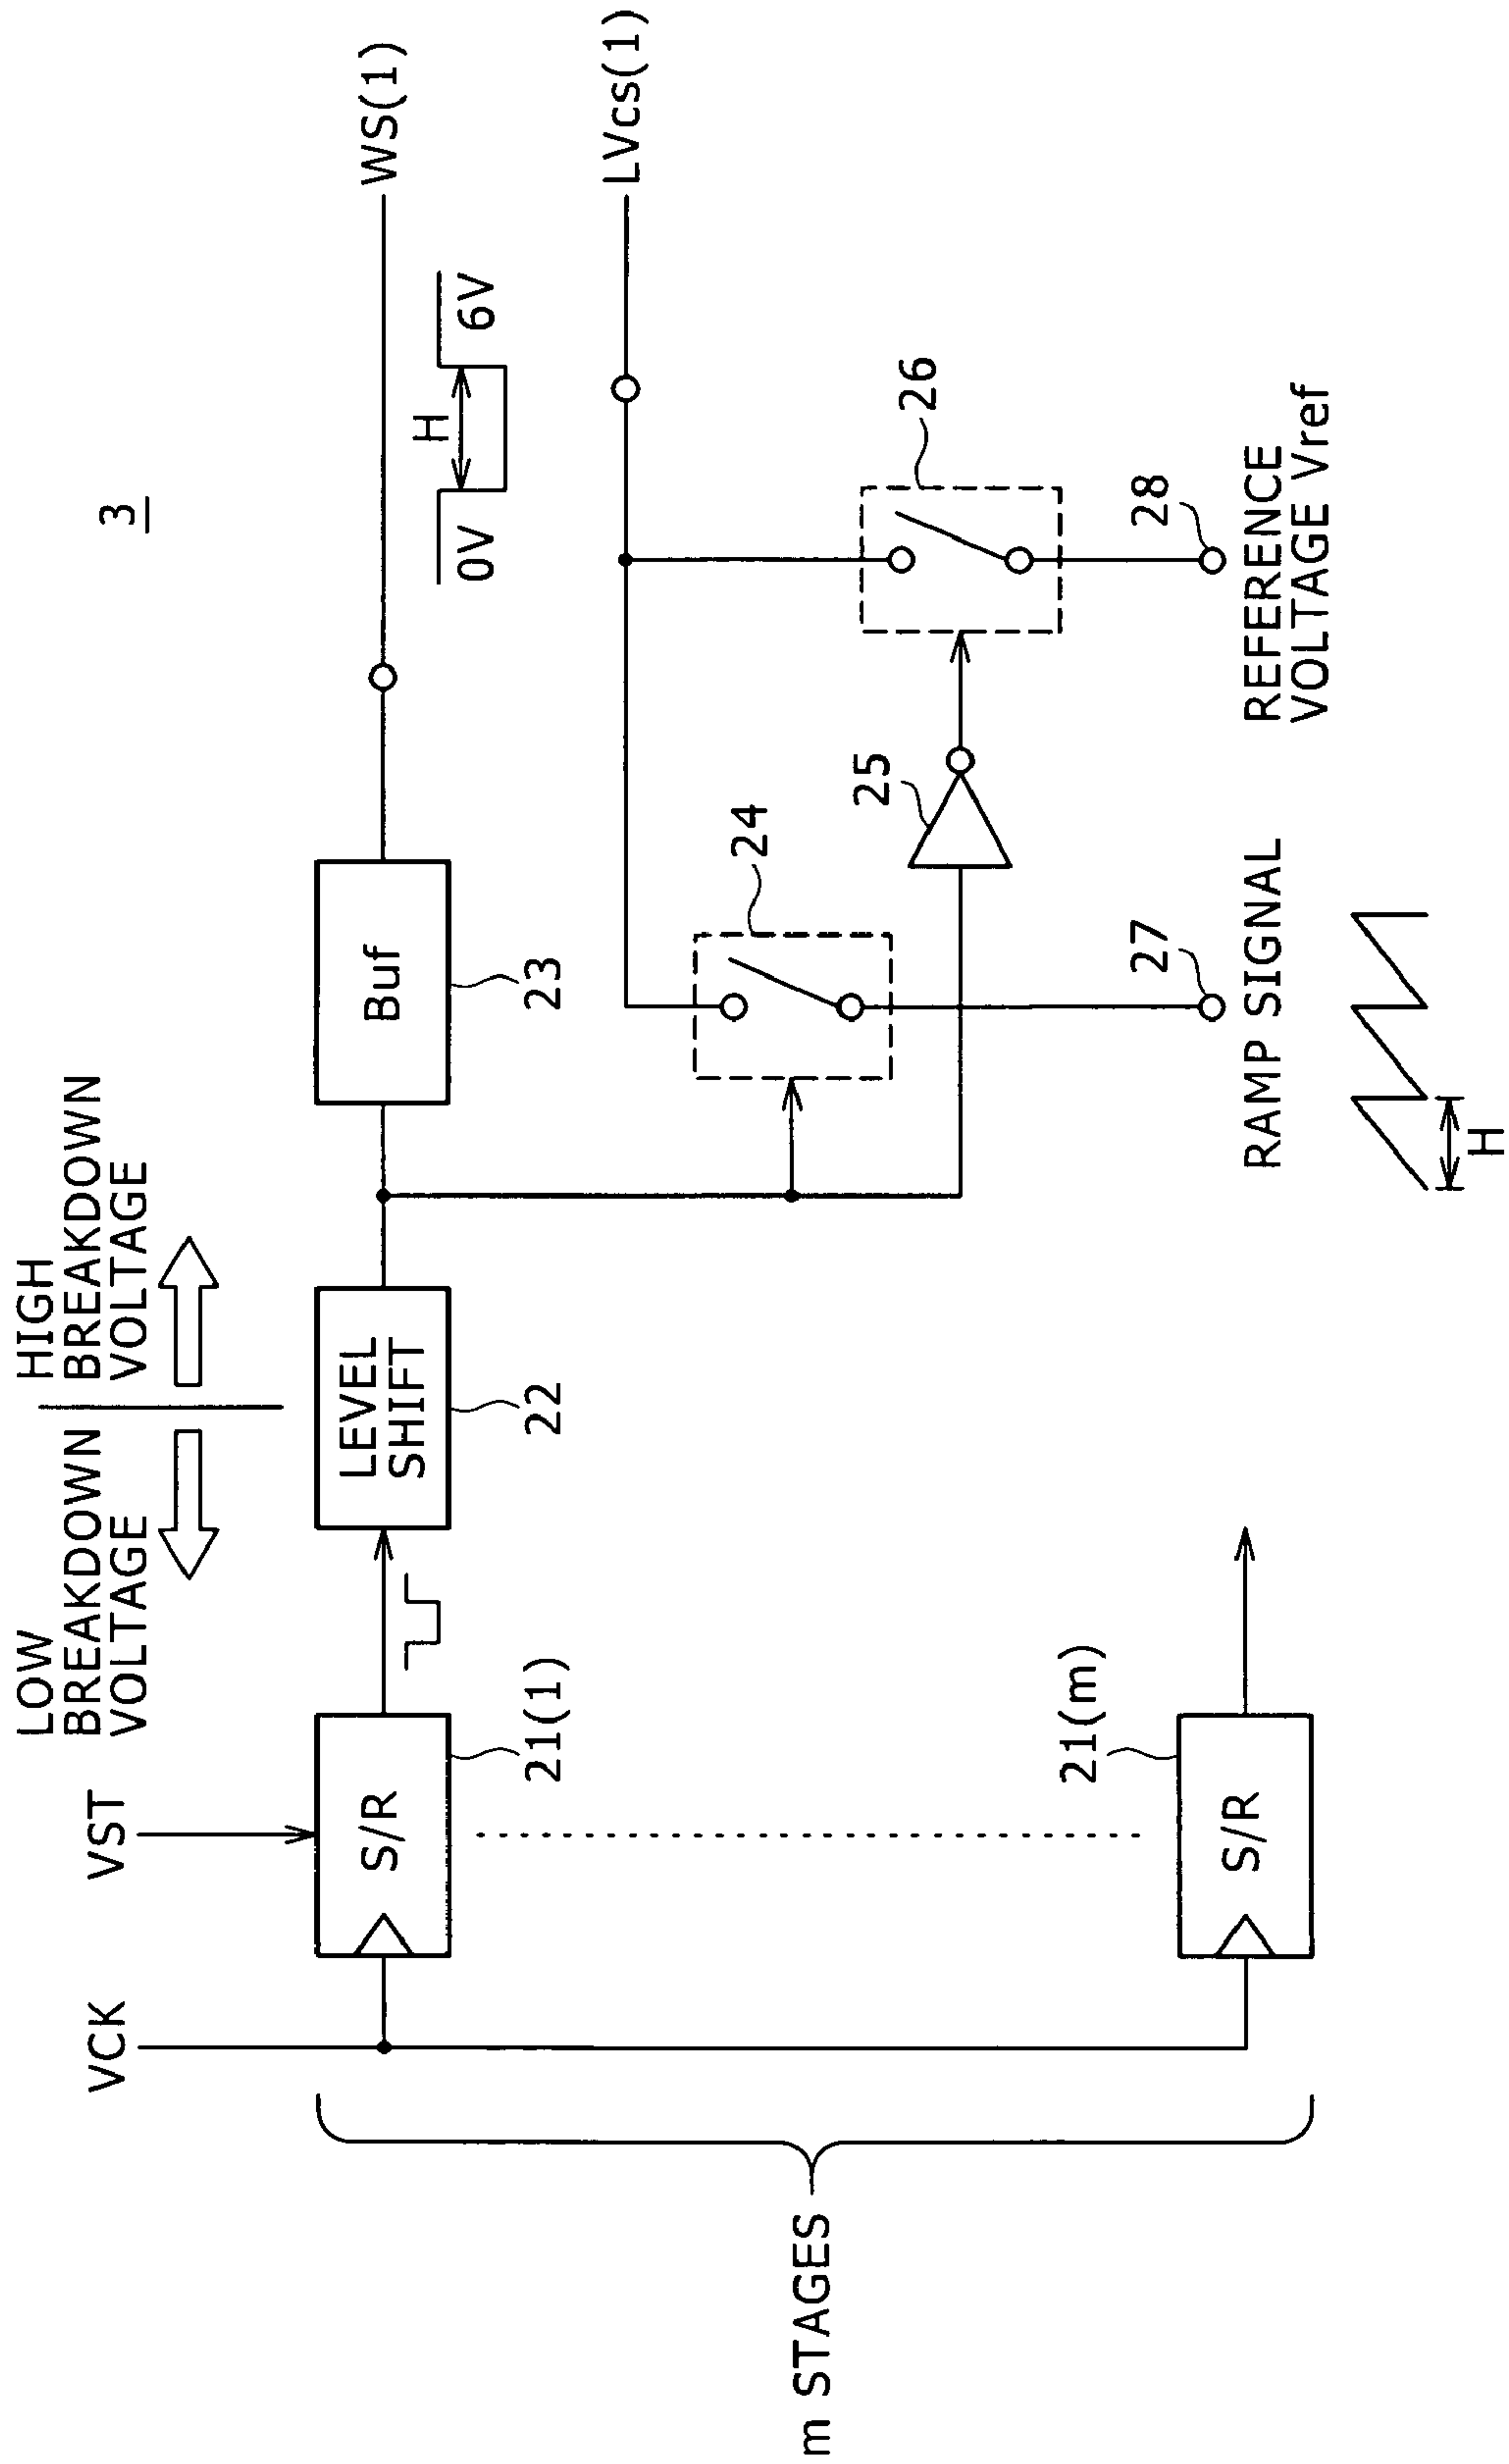 3
LOW
BREAKDOWN
VOLTAGE
HIGH
BREAKDOWN
VOLTAGE
VCK
VST
S/R
21(1)
LEVEL
SHIFT
22
Buf
23
WS(1)
H
0V
6V
LVcs(1)
24
25
26
27
RAMP SIGNAL
H
28
REFERENCE
VOLTAGE Vref
m STAGES
21(m)
S/R